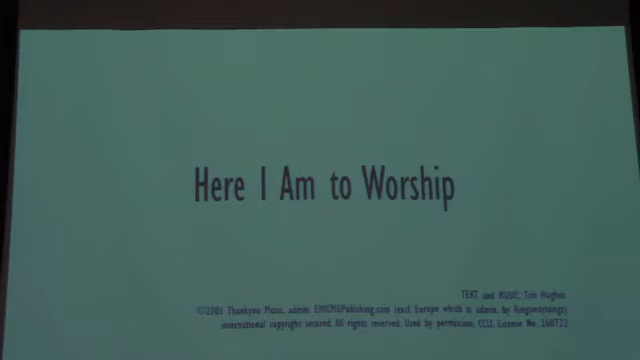 Here I Am to Worship
TEXT and MUSIC: Tim Hughes
©2001 Thankyou Music, admin. EMICMGPublishing.com (excl. Europe which is admin. by Kingswaysongs)
international copyright secured. All rights reserved. Used by permission, CCLI. License No. 160722